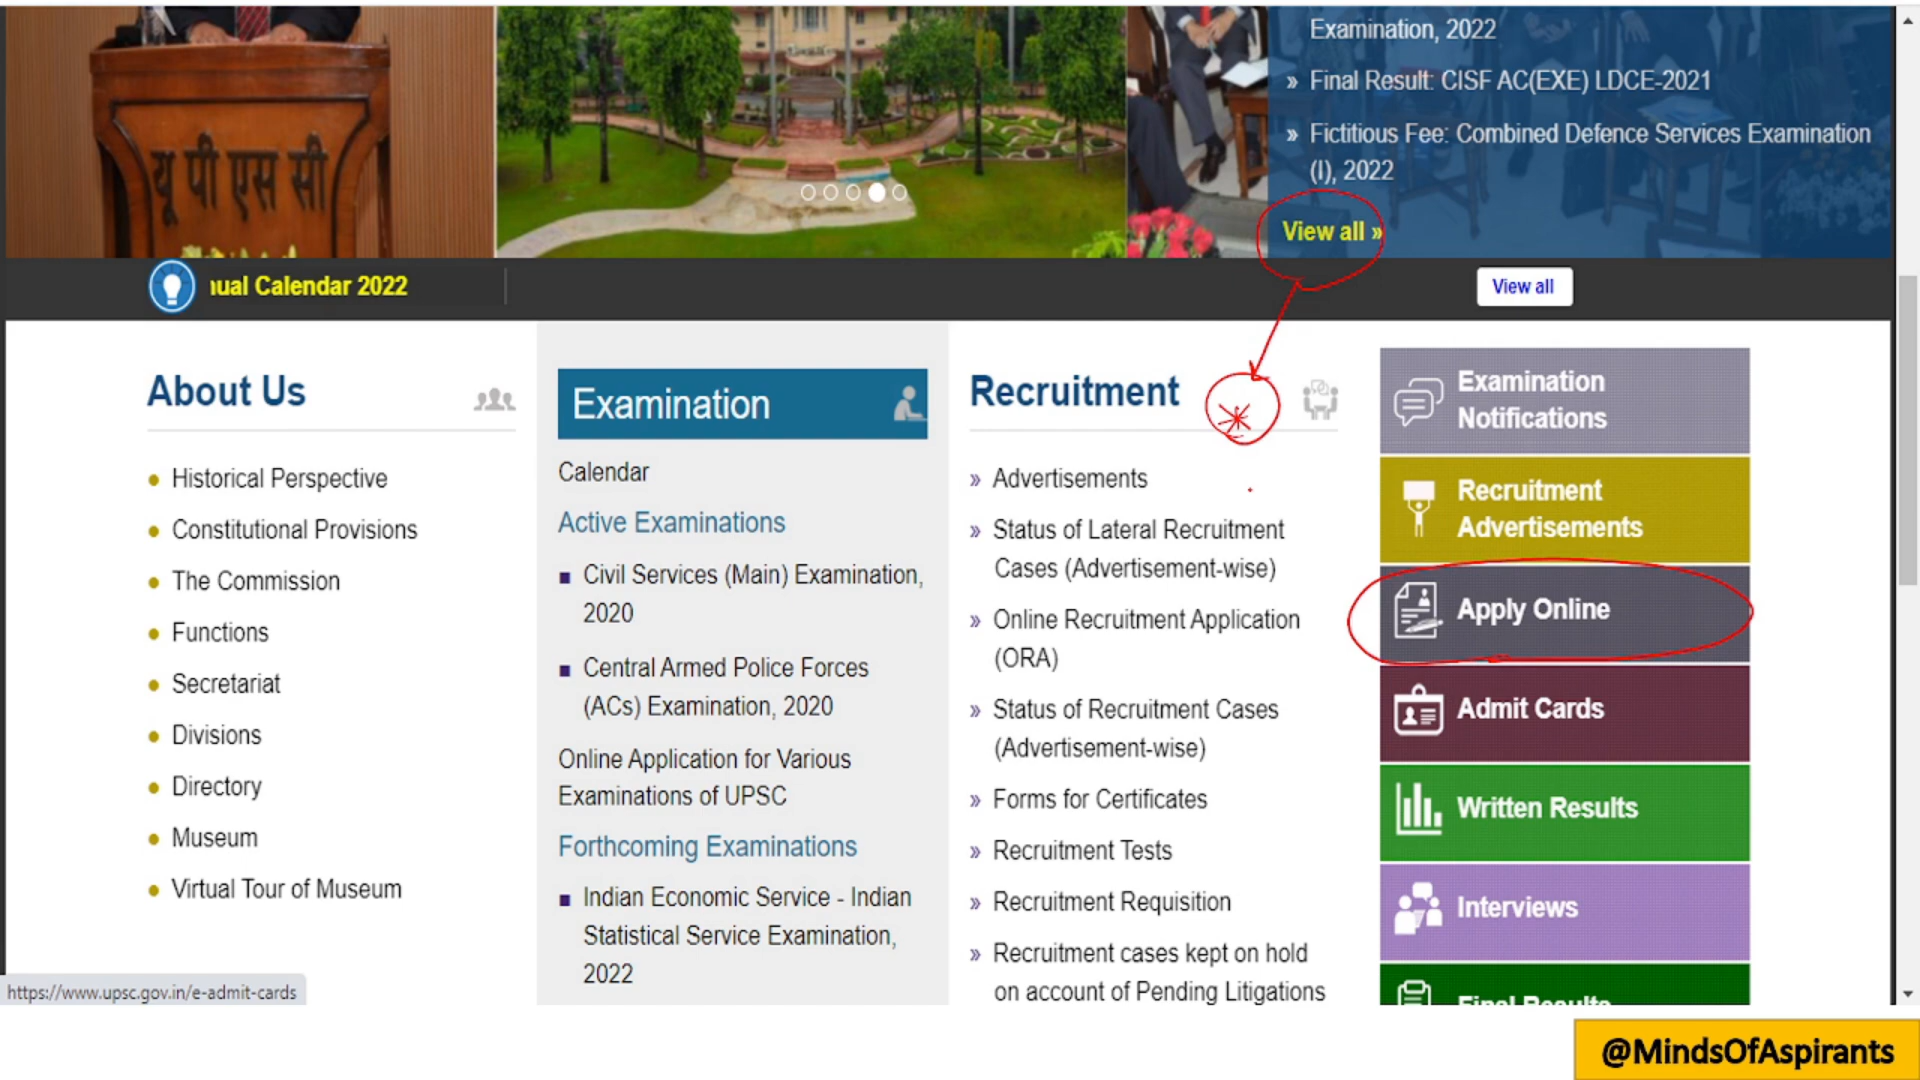 यू पी एस सी
Examination, 2022
» Final Result: CISF AC(EXE) LDCE-2021
» Fictitious Fee: Combined Defence Services Examination
(I), 2022
View all »
nual Calendar 2022
View all
About Us
• Historical Perspective
• Constitutional Provisions
• The Commission
• Functions
• Secretariat
• Divisions
• Directory
• Museum
• Virtual Tour of Museum
Examination
Calendar
Active Examinations
▪ Civil Services (Main) Examination,
2020
▪ Central Armed Police Forces
(ACs) Examination, 2020
Online Application for Various
Examinations of UPSC
Forthcoming Examinations
▪ Indian Economic Service - Indian
Statistical Service Examination,
2022
Recruitment
» Advertisements
» Status of Lateral Recruitment
Cases (Advertisement-wise)
» Online Recruitment Application
(ORA)
» Status of Recruitment Cases
(Advertisement-wise)
» Forms for Certificates
» Recruitment Tests
» Recruitment Requisition
» Recruitment cases kept on hold
on account of Pending Litigations
Examination
Notifications
Recruitment
Advertisements
Apply Online
Admit Cards
Written Results
Interviews
Final Results
https://www.upsc.gov.in/e-admit-cards
@MindsOfAspirants